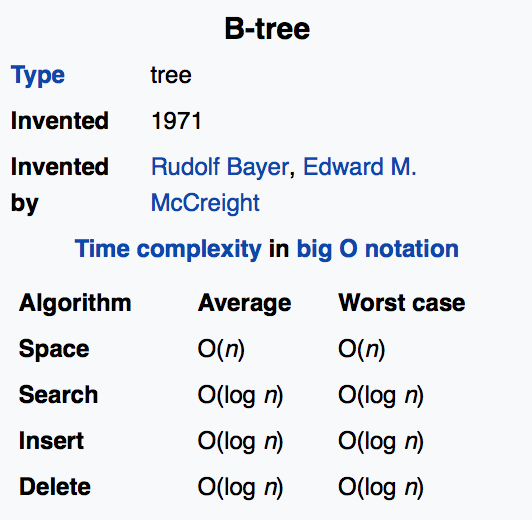 B-tree
Type tree
Invented 1971
Invented Rudolf Bayer, Edward M.
by McCreight
Time complexity in big O notation
Algorithm Average Worst case
Space O(n) O(n)
Search O(log n) O(log n)
Insert O(log n) O(log n)
Delete O(log n) O(log n)